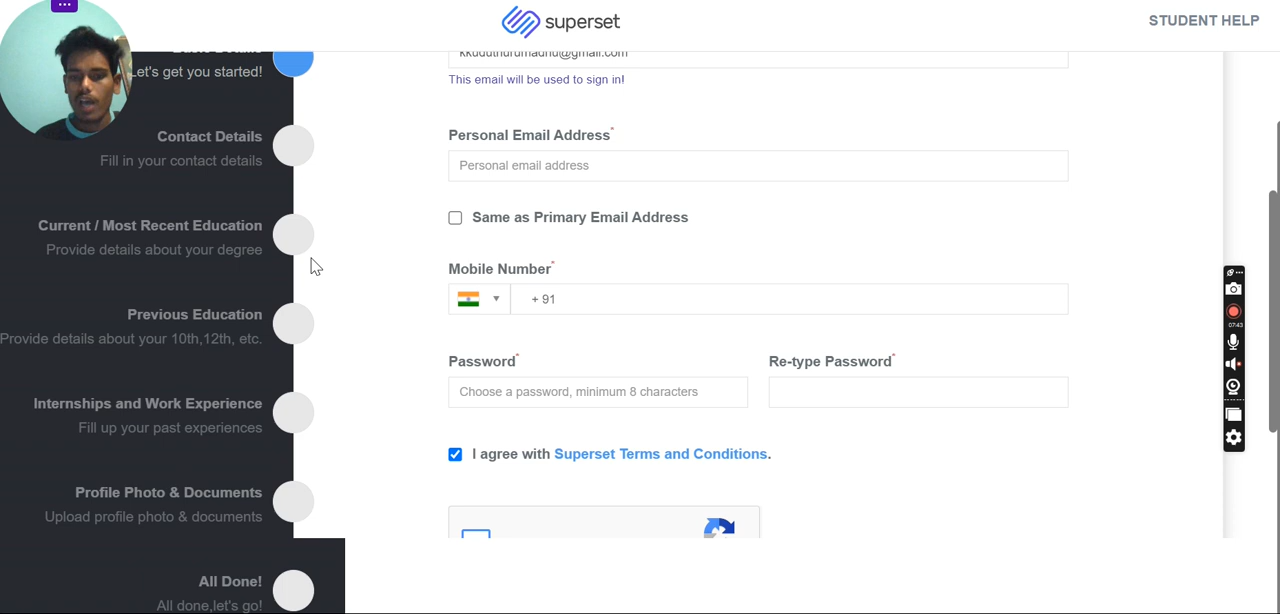 superset
STUDENT HELP
Let's get you started!
Contact Details
Fill in your contact details
Current / Most Recent Education
Provide details about your degree
Previous Education
Provide details about your 10th,12th, etc.
Internships and Work Experience
Fill up your past experiences
Profile Photo & Documents
Upload profile photo & documents
All Done!
All done,let's go!
This email will be used to sign in!
Personal Email Address*
Personal email address
Same as Primary Email Address
Mobile Number*
+ 91
Password*
Re-type Password*
Choose a password, minimum 8 characters
I agree with Superset Terms and Conditions.
07:43